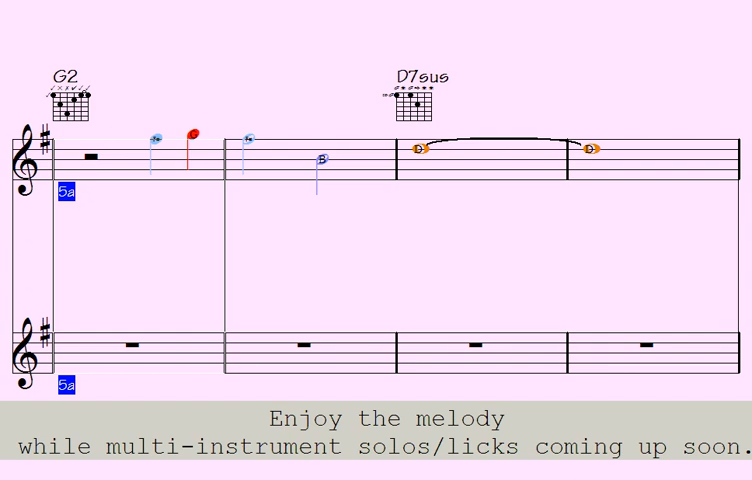 G2 D7sus
G B D D
5a
5a
Enjoy the melody
while multi-instrument solos/licks coming up soon.